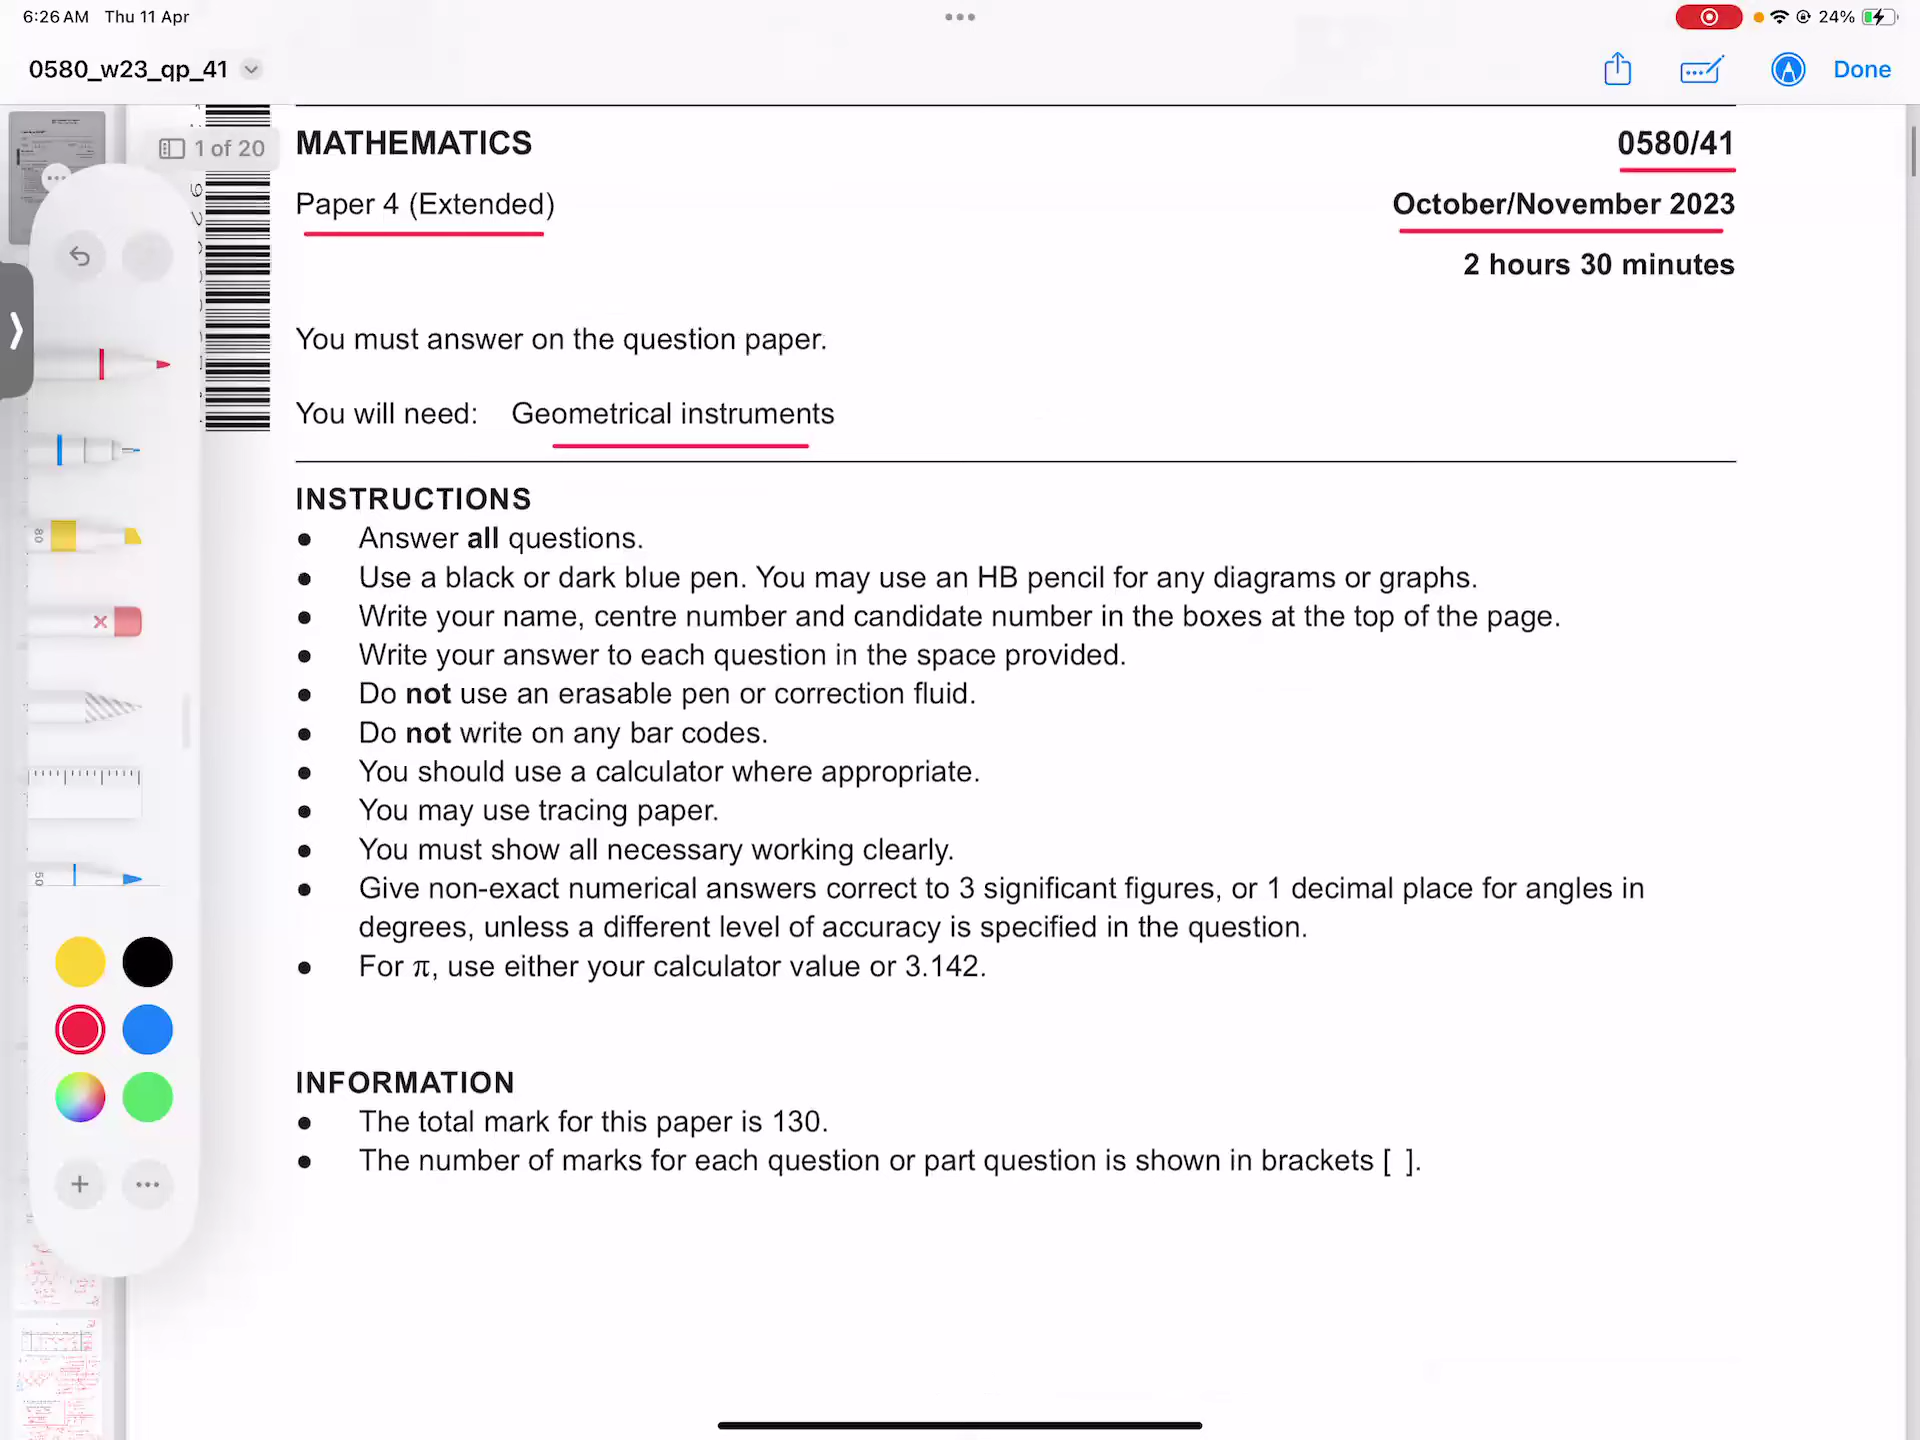 6:26 AM Thu 11 Apr
24%
0580_w23_qp_41
Done
1 of 20
MATHEMATICS
0580/41
Paper 4 (Extended)
October/November 2023
2 hours 30 minutes
You must answer on the question paper.
You will need: Geometrical instruments
INSTRUCTIONS
● Answer all questions.
● Use a black or dark blue pen. You may use an HB pencil for any diagrams or graphs.
● Write your name, centre number and candidate number in the boxes at the top of the page.
● Write your answer to each question in the space provided.
● Do not use an erasable pen or correction fluid.
● Do not write on any bar codes.
● You should use a calculator where appropriate.
● You may use tracing paper.
● You must show all necessary working clearly.
● Give non-exact numerical answers correct to 3 significant figures, or 1 decimal place for angles in
degrees, unless a different level of accuracy is specified in the question.
● For π, use either your calculator value or 3.142.
INFORMATION
● The total mark for this paper is 130.
● The number of marks for each question or part question is shown in brackets [ ].
80
50